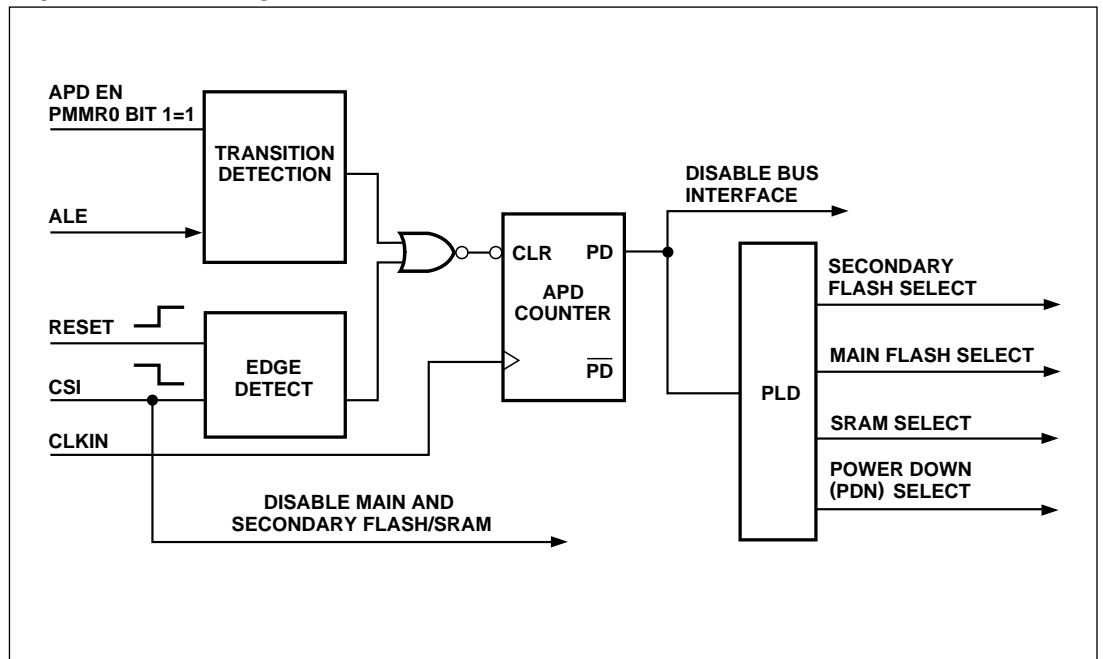 APD EN
PMMR0 BIT 1=1
TRANSITION
DETECTION
ALE
RESET
CSI
EDGE
DETECT
CLKIN
DISABLE MAIN AND
SECONDARY FLASH/SRAM
CLR
PD
APD
COUNTER
PD
DISABLE BUS
INTERFACE
PLD
SECONDARY
FLASH SELECT
MAIN FLASH SELECT
SRAM SELECT
POWER DOWN
(PDN) SELECT